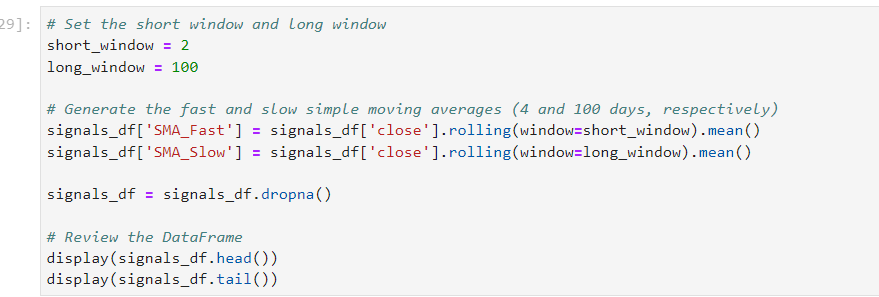 29]:
# Set the short window and long window
short_window = 2
long_window = 100
# Generate the fast and slow simple moving averages (4 and 100 days, respectively)
signals_df['SMA_Fast'] = signals_df['close'].rolling(window=short_window).mean()
signals_df['SMA_Slow'] = signals_df['close'].rolling(window=long_window).mean()
signals_df = signals_df.dropna()
# Review the DataFrame
display(signals_df.head())
display(signals_df.tail())